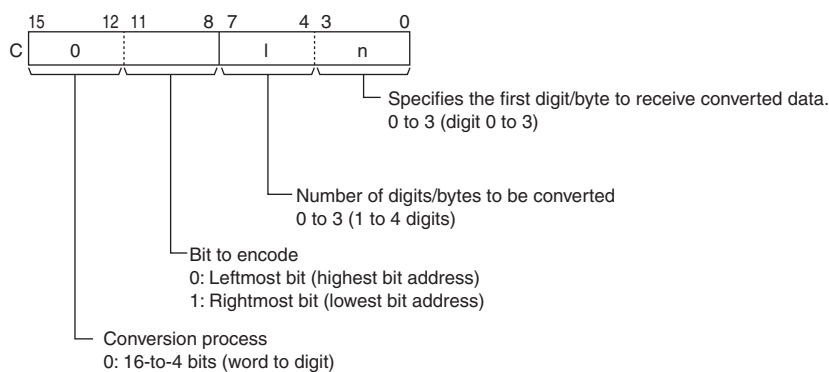 15 12 11 8 7 4 3 0
C 0 l n
Specifies the first digit/byte to receive converted data.
0 to 3 (digit 0 to 3)
Number of digits/bytes to be converted
0 to 3 (1 to 4 digits)
Bit to encode
0: Leftmost bit (highest bit address)
1: Rightmost bit (lowest bit address)
Conversion process
0: 16-to-4 bits (word to digit)